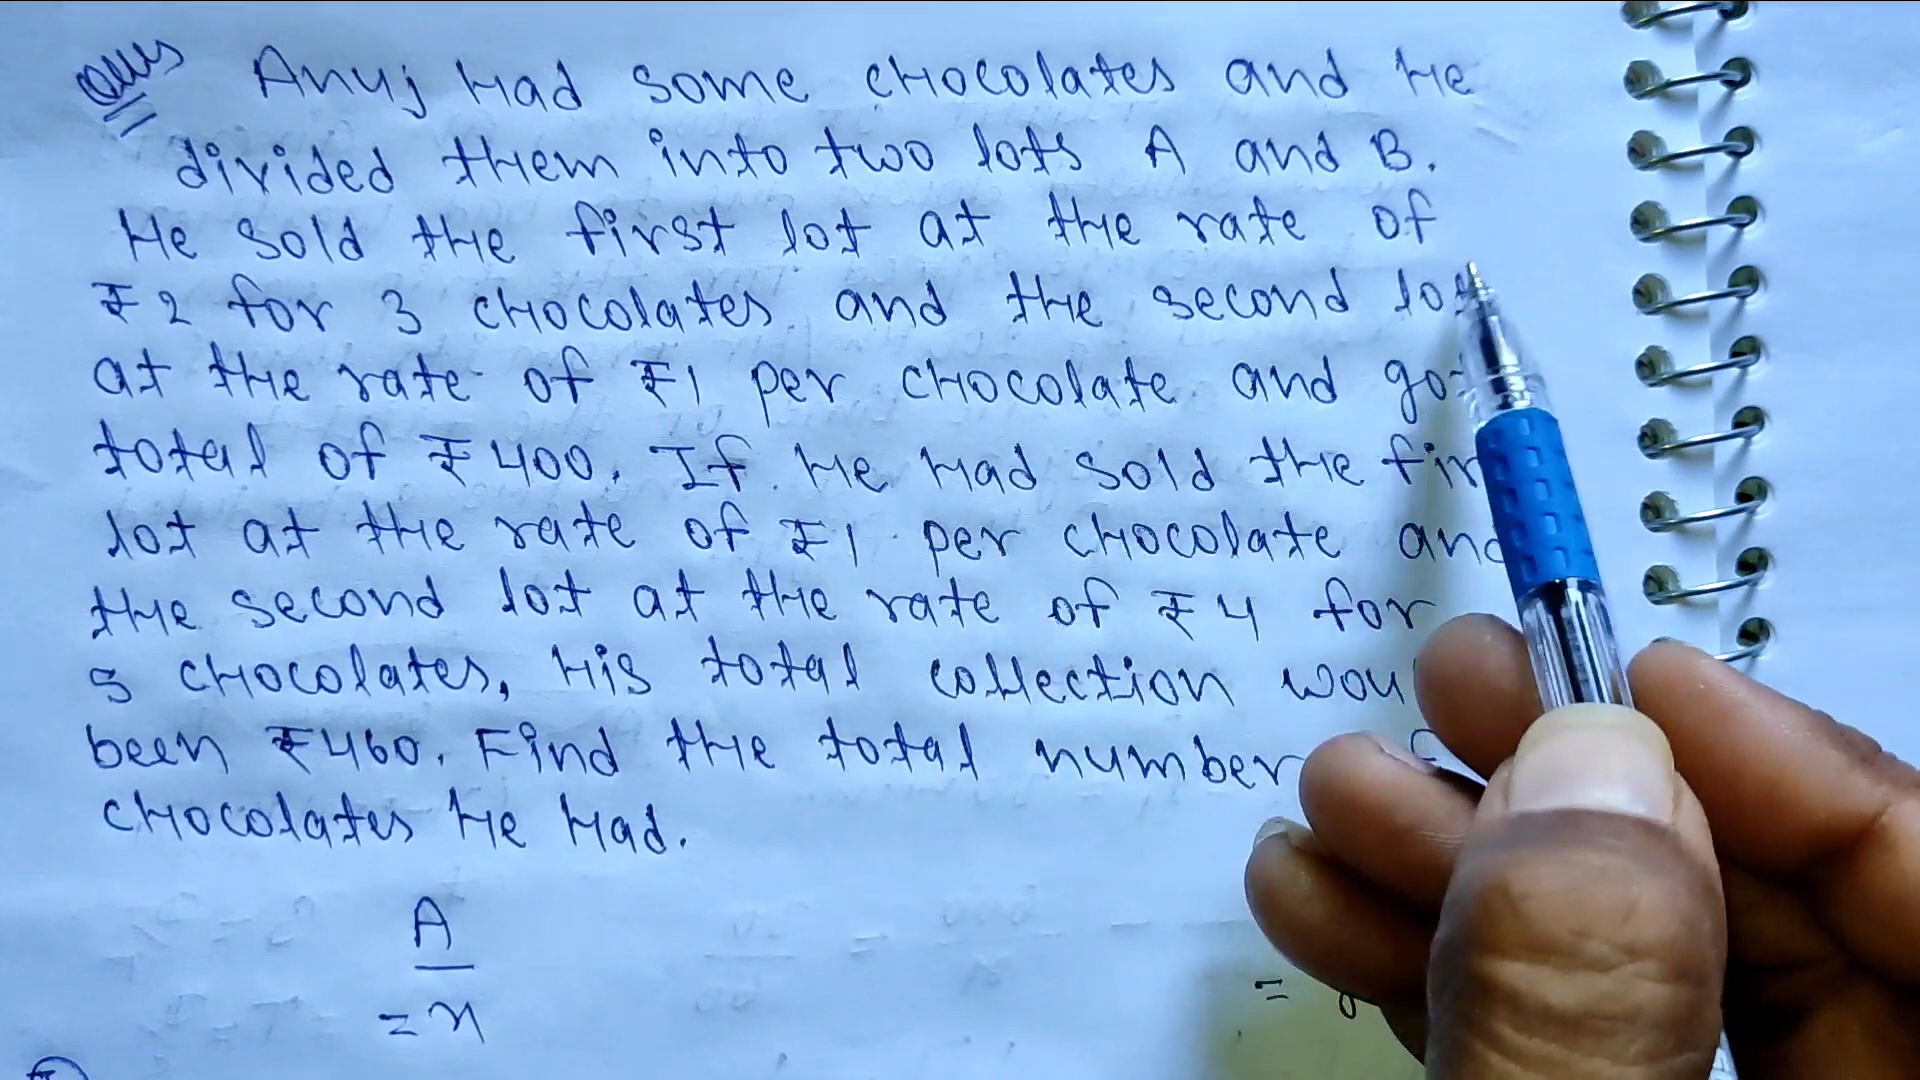 Ques Anuj had some chocolates and he
divided them into two lots A and B.
He sold the first lot at the rate of
₹2 for 3 chocolates and the second
at the rate of ₹1 per chocolate and
total of ₹400. If he had sold the
lot at the rate of ₹1 per chocolate and
the second lot at the rate of ₹4 for
5 chocolates, his total collection
been ₹460. Find the total number
chocolates he had.
A
= x
=